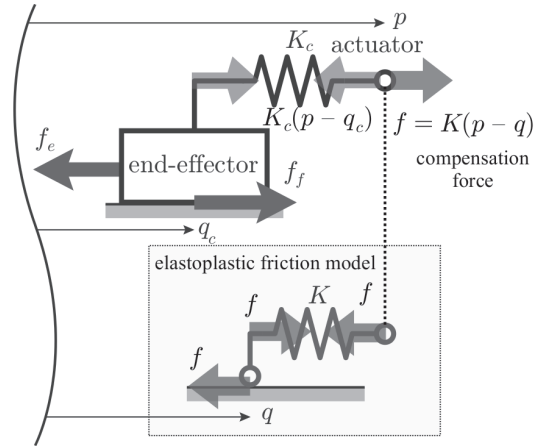 p
K_c actuator
K_c(p − q_c) f = K(p − q)
compensation
force
f_e
end-effector
f_f
q_c
elastoplastic friction model
f K f
f
q